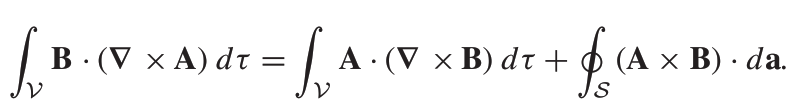 ∫_𝒱 𝐁 · (∇ × 𝐀) dτ = ∫_𝒱 𝐀 · (∇ × 𝐁) dτ + ∮_𝒮 (𝐀 × 𝐁) · d𝐚.